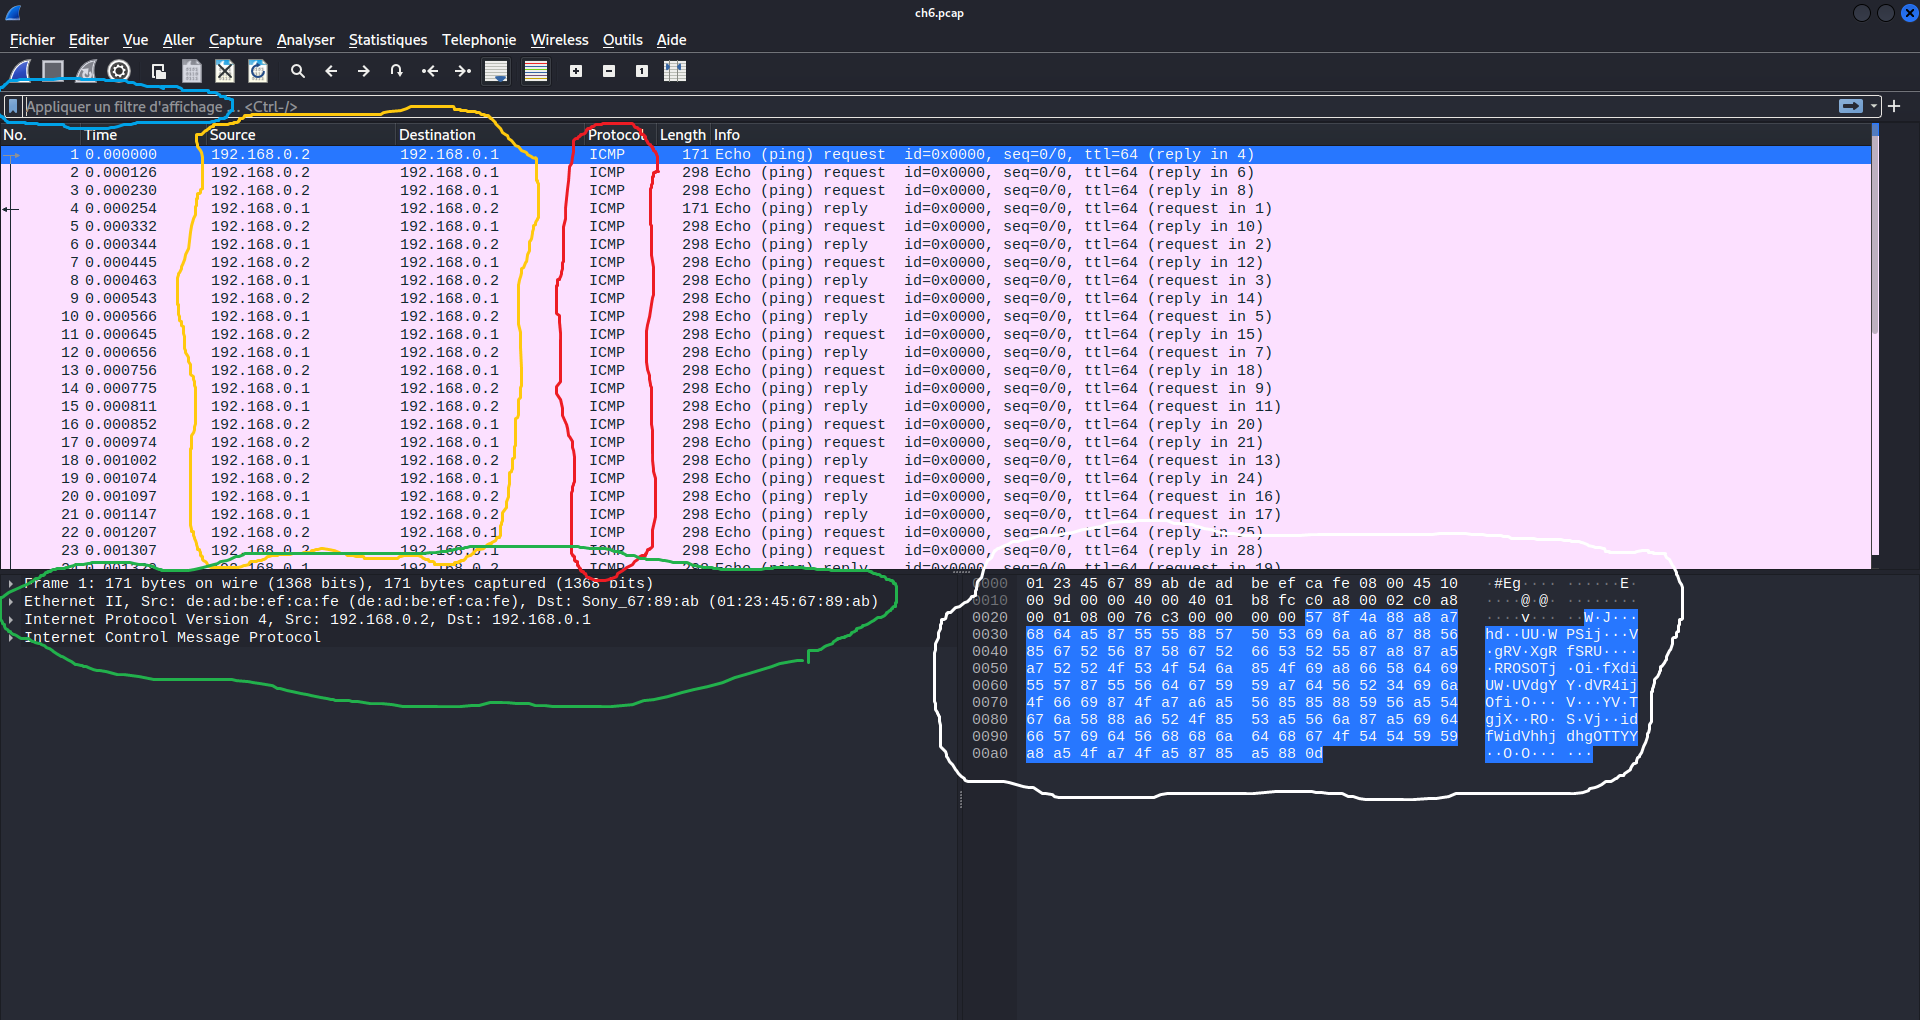 ch6.pcap
Fichier Editer Vue Aller Capture Analyser Statistiques Telephonie Wireless Outils Aide
Appliquer un filtre d'affichage … <Ctrl-/>
No. Time Source Destination Protocol Length Info
1 0.000000 192.168.0.2 192.168.0.1 ICMP 171 Echo (ping) request id=0x0000, seq=0/0, ttl=64 (reply in 4)
2 0.000126 192.168.0.2 192.168.0.1 ICMP 298 Echo (ping) request id=0x0000, seq=0/0, ttl=64 (reply in 6)
3 0.000230 192.168.0.2 192.168.0.1 ICMP 298 Echo (ping) request id=0x0000, seq=0/0, ttl=64 (reply in 8)
4 0.000254 192.168.0.1 192.168.0.2 ICMP 171 Echo (ping) reply id=0x0000, seq=0/0, ttl=64 (request in 1)
5 0.000332 192.168.0.2 192.168.0.1 ICMP 298 Echo (ping) request id=0x0000, seq=0/0, ttl=64 (reply in 10)
6 0.000344 192.168.0.1 192.168.0.2 ICMP 298 Echo (ping) reply id=0x0000, seq=0/0, ttl=64 (request in 2)
7 0.000445 192.168.0.2 192.168.0.1 ICMP 298 Echo (ping) request id=0x0000, seq=0/0, ttl=64 (reply in 12)
8 0.000463 192.168.0.1 192.168.0.2 ICMP 298 Echo (ping) reply id=0x0000, seq=0/0, ttl=64 (request in 3)
9 0.000543 192.168.0.2 192.168.0.1 ICMP 298 Echo (ping) request id=0x0000, seq=0/0, ttl=64 (reply in 14)
10 0.000566 192.168.0.1 192.168.0.2 ICMP 298 Echo (ping) reply id=0x0000, seq=0/0, ttl=64 (request in 5)
11 0.000645 192.168.0.2 192.168.0.1 ICMP 298 Echo (ping) request id=0x0000, seq=0/0, ttl=64 (reply in 15)
12 0.000656 192.168.0.1 192.168.0.2 ICMP 298 Echo (ping) reply id=0x0000, seq=0/0, ttl=64 (request in 7)
13 0.000756 192.168.0.2 192.168.0.1 ICMP 298 Echo (ping) request id=0x0000, seq=0/0, ttl=64 (reply in 18)
14 0.000775 192.168.0.1 192.168.0.2 ICMP 298 Echo (ping) reply id=0x0000, seq=0/0, ttl=64 (request in 9)
15 0.000811 192.168.0.1 192.168.0.2 ICMP 298 Echo (ping) reply id=0x0000, seq=0/0, ttl=64 (request in 11)
16 0.000852 192.168.0.2 192.168.0.1 ICMP 298 Echo (ping) request id=0x0000, seq=0/0, ttl=64 (reply in 20)
17 0.000974 192.168.0.2 192.168.0.1 ICMP 298 Echo (ping) request id=0x0000, seq=0/0, ttl=64 (reply in 21)
18 0.001002 192.168.0.1 192.168.0.2 ICMP 298 Echo (ping) reply id=0x0000, seq=0/0, ttl=64 (request in 13)
19 0.001074 192.168.0.2 192.168.0.1 ICMP 298 Echo (ping) request id=0x0000, seq=0/0, ttl=64 (reply in 24)
20 0.001097 192.168.0.1 192.168.0.2 ICMP 298 Echo (ping) reply id=0x0000, seq=0/0, ttl=64 (request in 16)
21 0.001147 192.168.0.1 192.168.0.2 ICMP 298 Echo (ping) reply id=0x0000, seq=0/0, ttl=64 (request in 17)
22 0.001207 192.168.0.2 192.168.0.1 ICMP 298 Echo (ping) request id=0x0000, seq=0/0, ttl=64 (reply in 25)
23 0.001307 192.168.0.2 192.168.0.1 ICMP 298 Echo (ping) request id=0x0000, seq=0/0, ttl=64 (reply in 28)
Frame 1: 171 bytes on wire (1368 bits), 171 bytes captured (1368 bits)
Ethernet II, Src: de:ad:be:ef:ca:fe (de:ad:be:ef:ca:fe), Dst: Sony_67:89:ab (01:23:45:67:89:ab)
Internet Protocol Version 4, Src: 192.168.0.2, Dst: 192.168.0.1
Internet Control Message Protocol
0000 01 23 45 67 89 ab de ad be ef ca fe 08 00 45 10 ·#Eg···· ······E·
0010 00 9d 00 00 40 00 40 01 b8 fc c0 a8 00 02 c0 a8 ····@·@· ········
0020 00 01 08 00 76 c3 00 00 00 00 57 8f 4a 88 a8 a7 ····v··· ··W·J···
0030 68 64 a5 87 55 55 88 57 50 53 69 6a a6 87 88 56 hd··UU·W PSij···V
0040 85 67 52 56 87 58 67 52 66 53 52 55 87 a8 87 a5 ·gRV·XgR fSRU····
0050 a7 52 52 4f 53 4f 54 6a 85 4f 69 a8 66 58 64 69 ·RROSOTj ·Oi·fXdi
0060 55 57 87 55 56 64 67 59 59 a7 64 56 52 34 69 6a UW·UVdgY Y·dVR4ij
0070 4f 66 69 87 4f a7 a6 a5 56 85 85 88 59 56 a5 54 Ofi·O··· V···YV·T
0080 67 6a 58 88 a6 52 4f 85 53 a5 56 6a 87 a5 69 64 gjX··RO· S·Vj··id
0090 66 57 69 64 56 68 68 6a 64 68 67 4f 54 54 59 59 fWidVhhj dhgOTTYY
00a0 a8 a5 4f a7 4f a5 87 85 a5 88 0d ··O·O··· ···